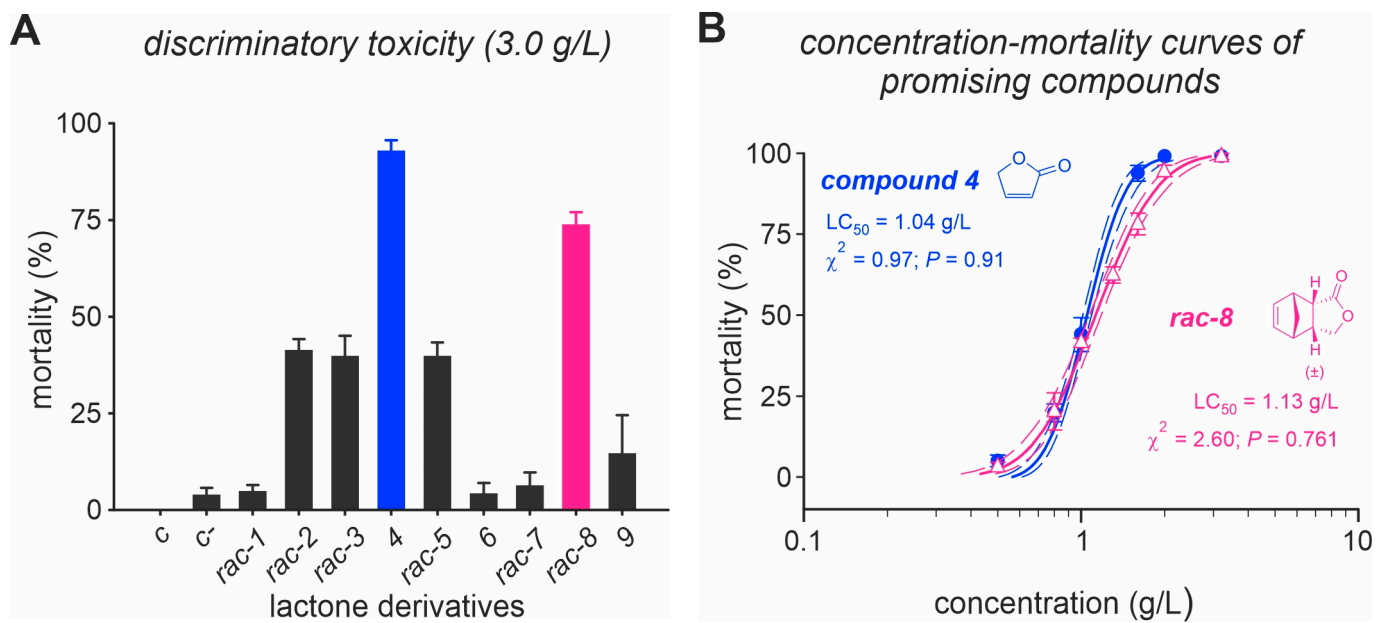 A
discriminatory toxicity (3.0 g/L)
100
75
50
25
0
mortality (%)
c
c-
rac-1
rac-2
rac-3
4
rac-5
6
rac-7
rac-8
9
lactone derivatives
B
concentration-mortality curves of
promising compounds
100
75
50
25
0
mortality (%)
compound 4
O
O
LC₅₀ = 1.04 g/L
χ² = 0.97; P = 0.91
rac-8
H
O
O
H
(±)
LC₅₀ = 1.13 g/L
χ² = 2.60; P = 0.761
0.1
1
10
concentration (g/L)